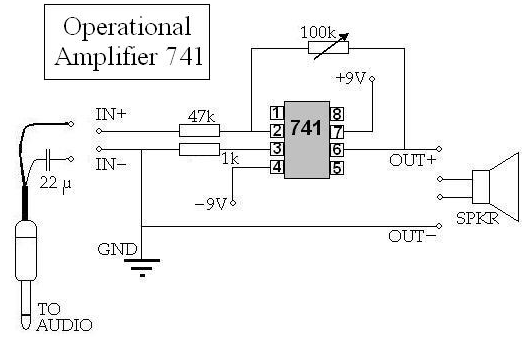 Operational
Amplifier 741
100k
+9V
IN+
47k
1
8
2
741
7
3
6
IN−
1k
4
5
OUT+
22 µ
−9V
SPKR
OUT−
GND
TO
AUDIO